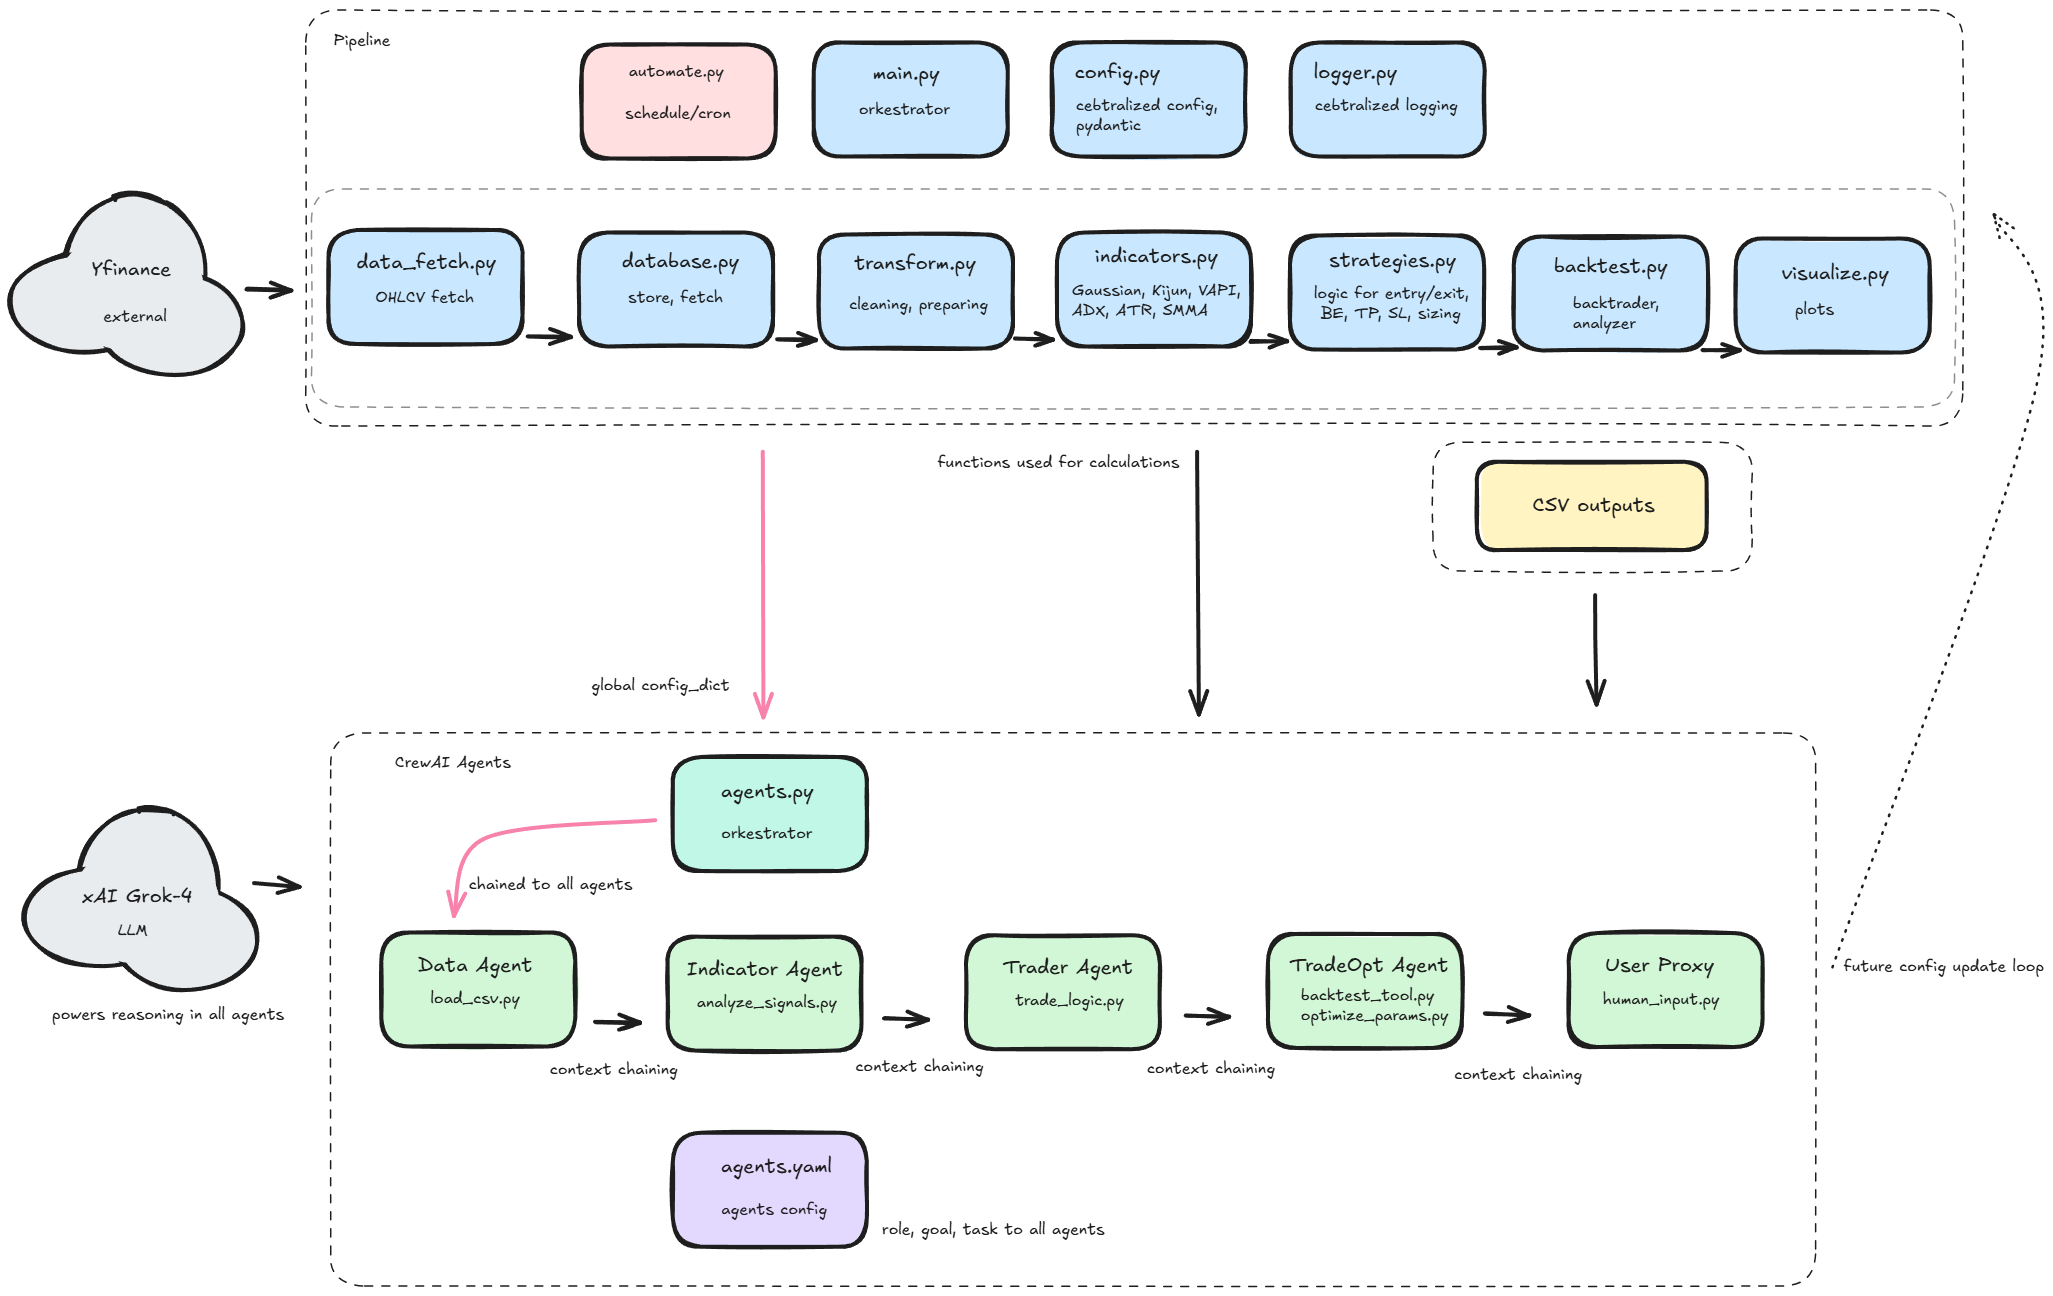 Pipeline
automate.py
schedule/cron
main.py
orkestrator
config.py
cebtralized config,
pydantic
logger.py
cebtralized logging
Yfinance
external
data_fetch.py
OHLCV fetch
database.py
store, fetch
transform.py
cleaning, preparing
indicators.py
Gaussian, Kijun, VAPI,
ADX, ATR, SMMA
strategies.py
logic for entry/exit,
BE, TP, SL, sizing
backtest.py
backtrader,
analyzer
visualize.py
plots
functions used for calculations
CSV outputs
global config_dict
CrewAI Agents
agents.py
orkestrator
chained to all agents
xAI Grok-4
LLM
powers reasoning in all agents
Data Agent
load_csv.py
Indicator Agent
analyze_signals.py
Trader Agent
trade_logic.py
TradeOpt Agent
backtest_tool.py
optimize_params.py
User Proxy
human_input.py
future config update loop
context chaining
context chaining
context chaining
context chaining
agents.yaml
agents config
role, goal, task to all agents